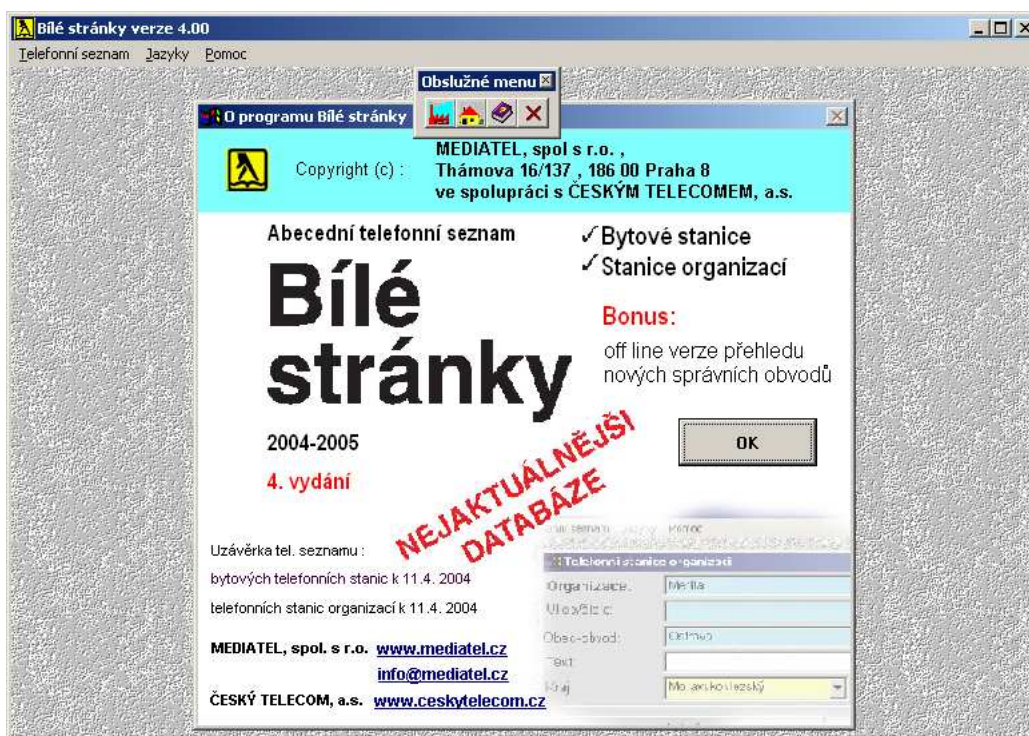 Bílé stránky verze 4.00
Telefonní seznam Jazyky Pomoc
Obslužné menu
O programu Bílé stránky
Copyright (c) :
MEDIATEL, spol s r.o. ,
Thámova 16/137 , 186 00 Praha 8
ve spolupráci s ČESKÝM TELECOMEM, a.s.
Abecední telefonní seznam
Bílé
stránky
2004-2005
4. vydání
✓Bytové stanice
✓Stanice organizací
Bonus:
off line verze přehledu
nových správních obvodů
OK
NEJAKTUÁLNĚJŠI
DATABÁZE
Uzávěrka tel. seznamu :
bytových telefonních stanic k 11.4. 2004
telefonních stanic organizací k 11.4. 2004
MEDIATEL, spol. s r.o. www.mediatel.cz
info@mediatel.cz
ČESKÝ TELECOM, a.s. www.ceskytelecom.cz
seznam Pomoc
Telefonní stanice organizací
Organizace:
Obec-obvod:
Text:
Kraj
Moravskoslezský